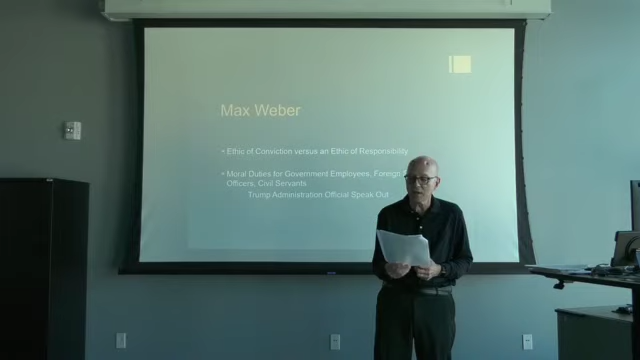 Max Weber
• Ethic of Conviction versus an Ethic of Responsibility
• Moral Duties for Government Employers, Foreign
Officers, Civil Servants
Trump Administration Official Speak Out